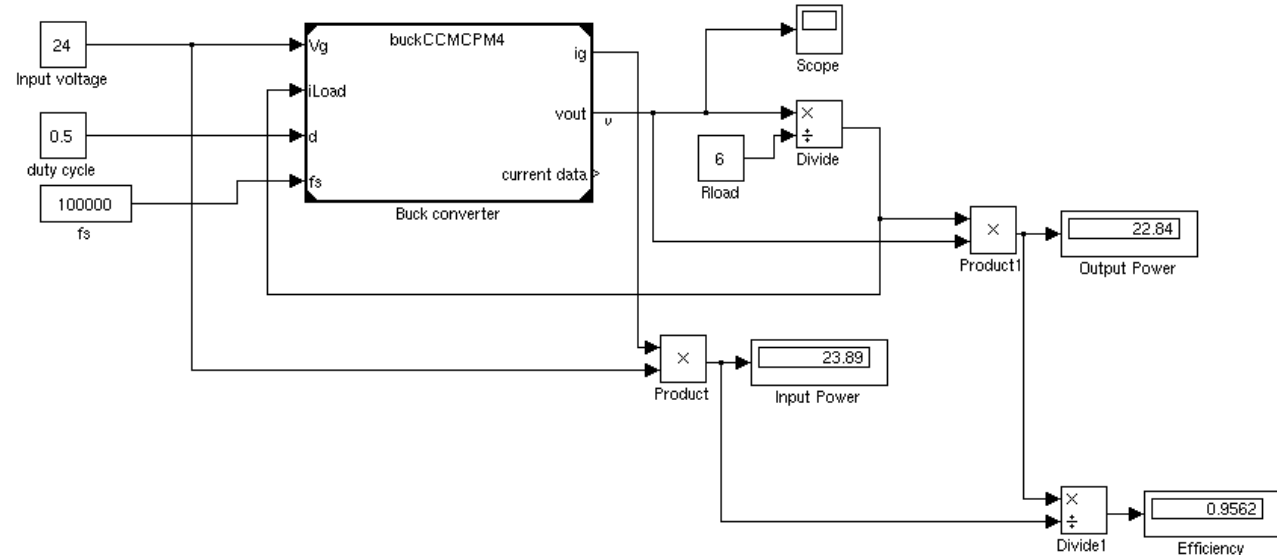 buckCCMCPM4
24
Vg
ig
Input voltage
Scope
iLoad
vout
v
×
÷
0.5
d
Divide
duty cycle
6
current data
100000
fs
Rload
Buck converter
fs
×
22.84
Product1
Output Power
×
23.89
Product
Input Power
×
÷
0.9562
Divide1
Efficiency